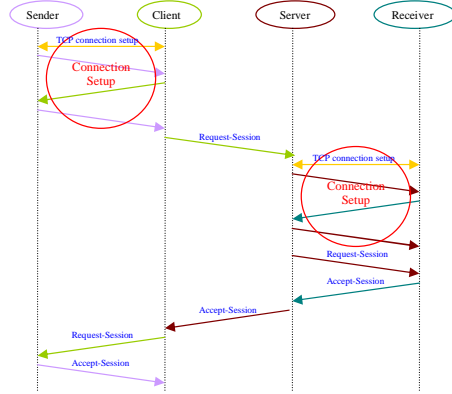 Sender
Client
Server
Receiver
TCP connection setup
Connection
Setup
Request-Session
TCP connection setup
Connection
Setup
Request-Session
Accept-Session
Accept-Session
Request-Session
Accept-Session